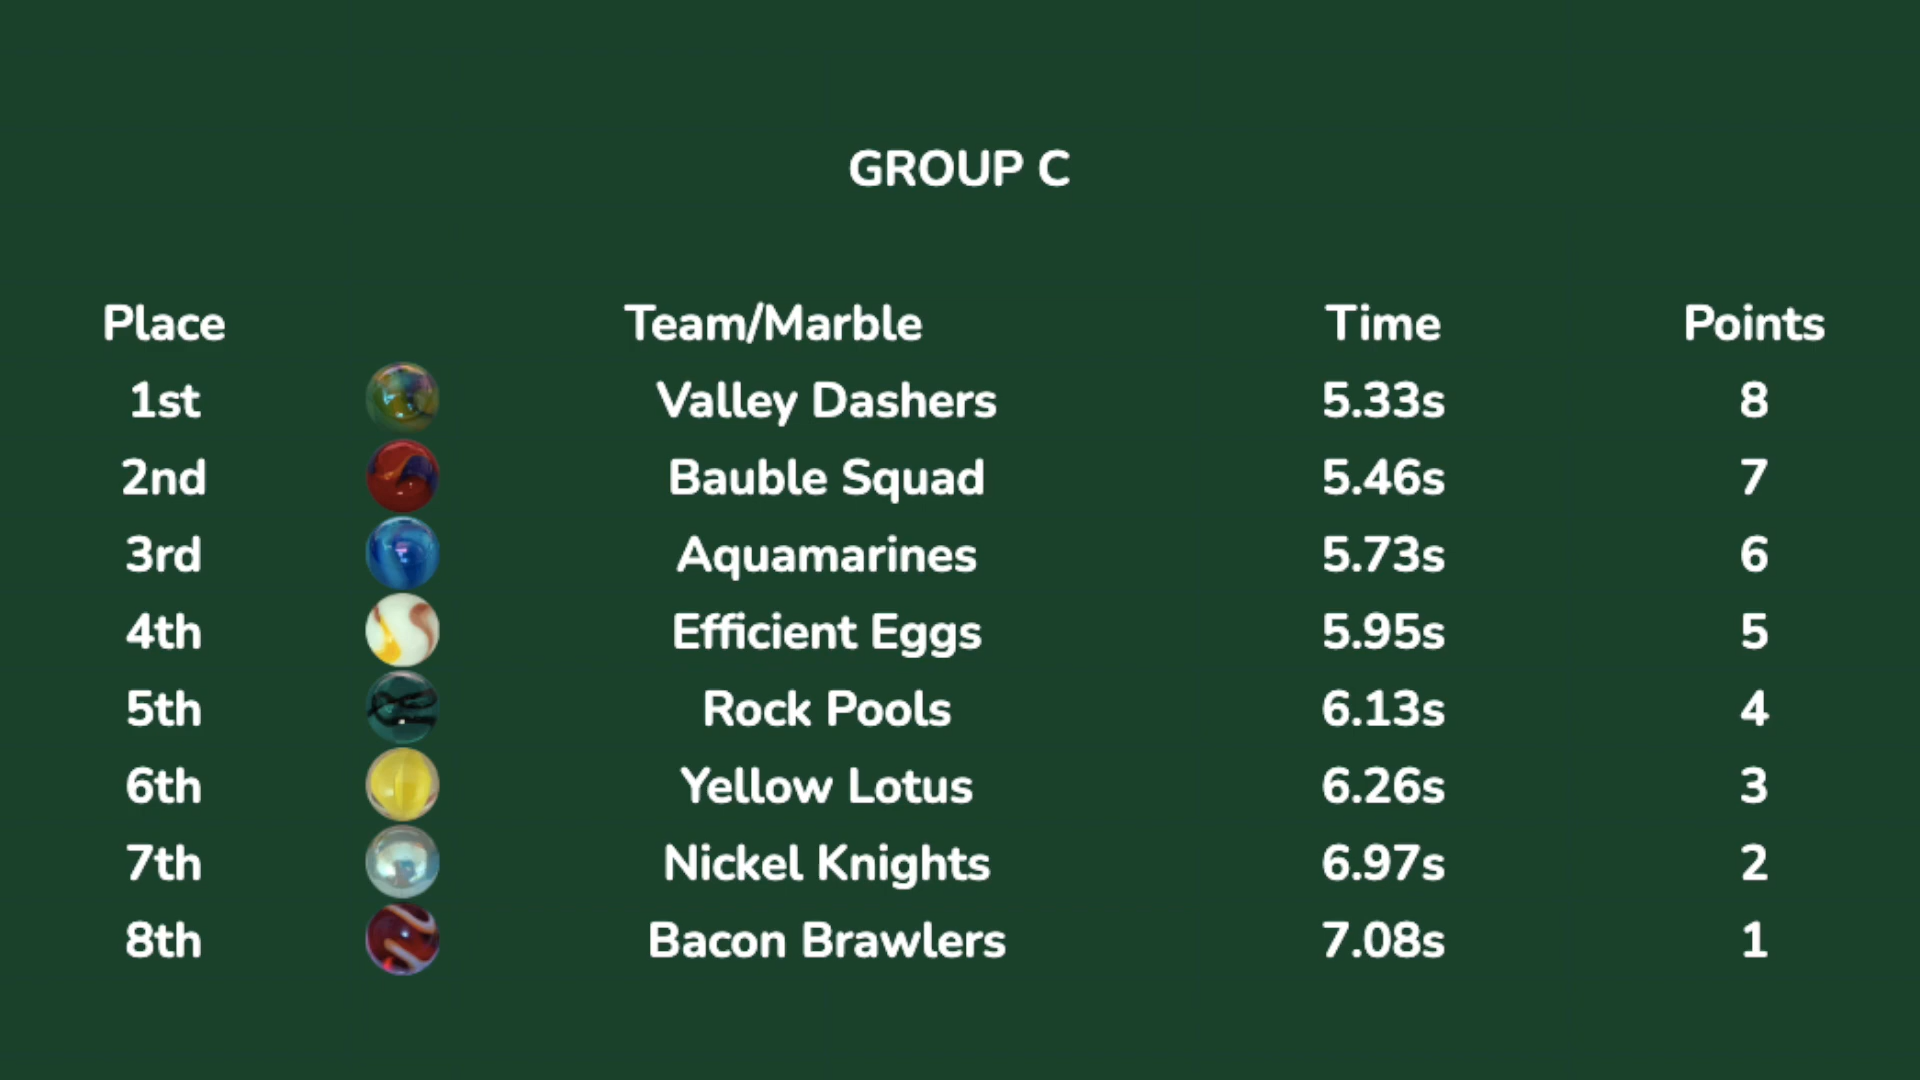 GROUP C
Place Team/Marble Time Points
1st Valley Dashers 5.33s 8
2nd Bauble Squad 5.46s 7
3rd Aquamarines 5.73s 6
4th Efficient Eggs 5.95s 5
5th Rock Pools 6.13s 4
6th Yellow Lotus 6.26s 3
7th Nickel Knights 6.97s 2
8th Bacon Brawlers 7.08s 1